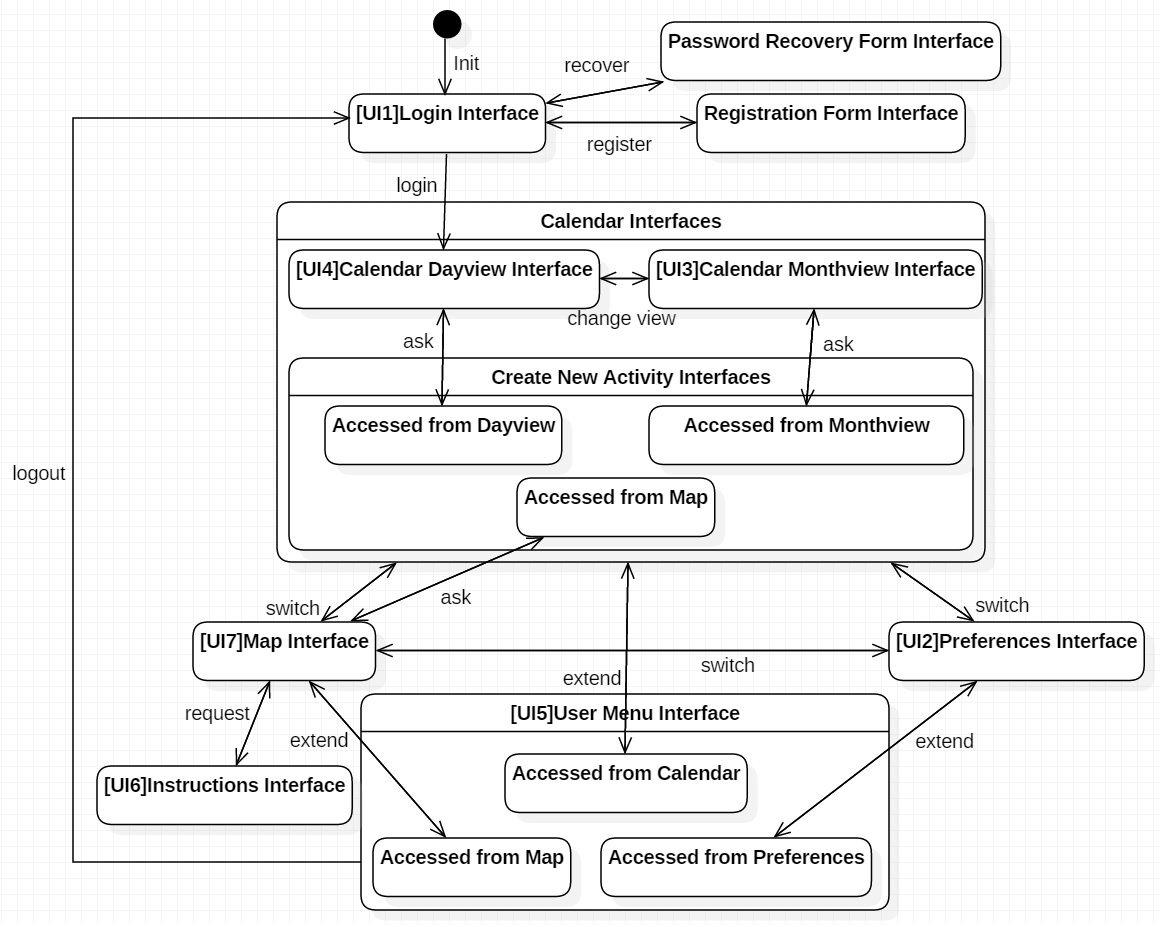 Init
recover
Password Recovery Form Interface
[UI1]Login Interface
Registration Form Interface
register
login
Calendar Interfaces
[UI4]Calendar Dayview Interface
[UI3]Calendar Monthview Interface
change view
ask
ask
Create New Activity Interfaces
Accessed from Dayview
Accessed from Monthview
logout
Accessed from Map
ask
switch
switch
[UI7]Map Interface
[UI2]Preferences Interface
switch
extend
request
[UI5]User Menu Interface
extend
extend
Accessed from Calendar
[UI6]Instructions Interface
Accessed from Map
Accessed from Preferences